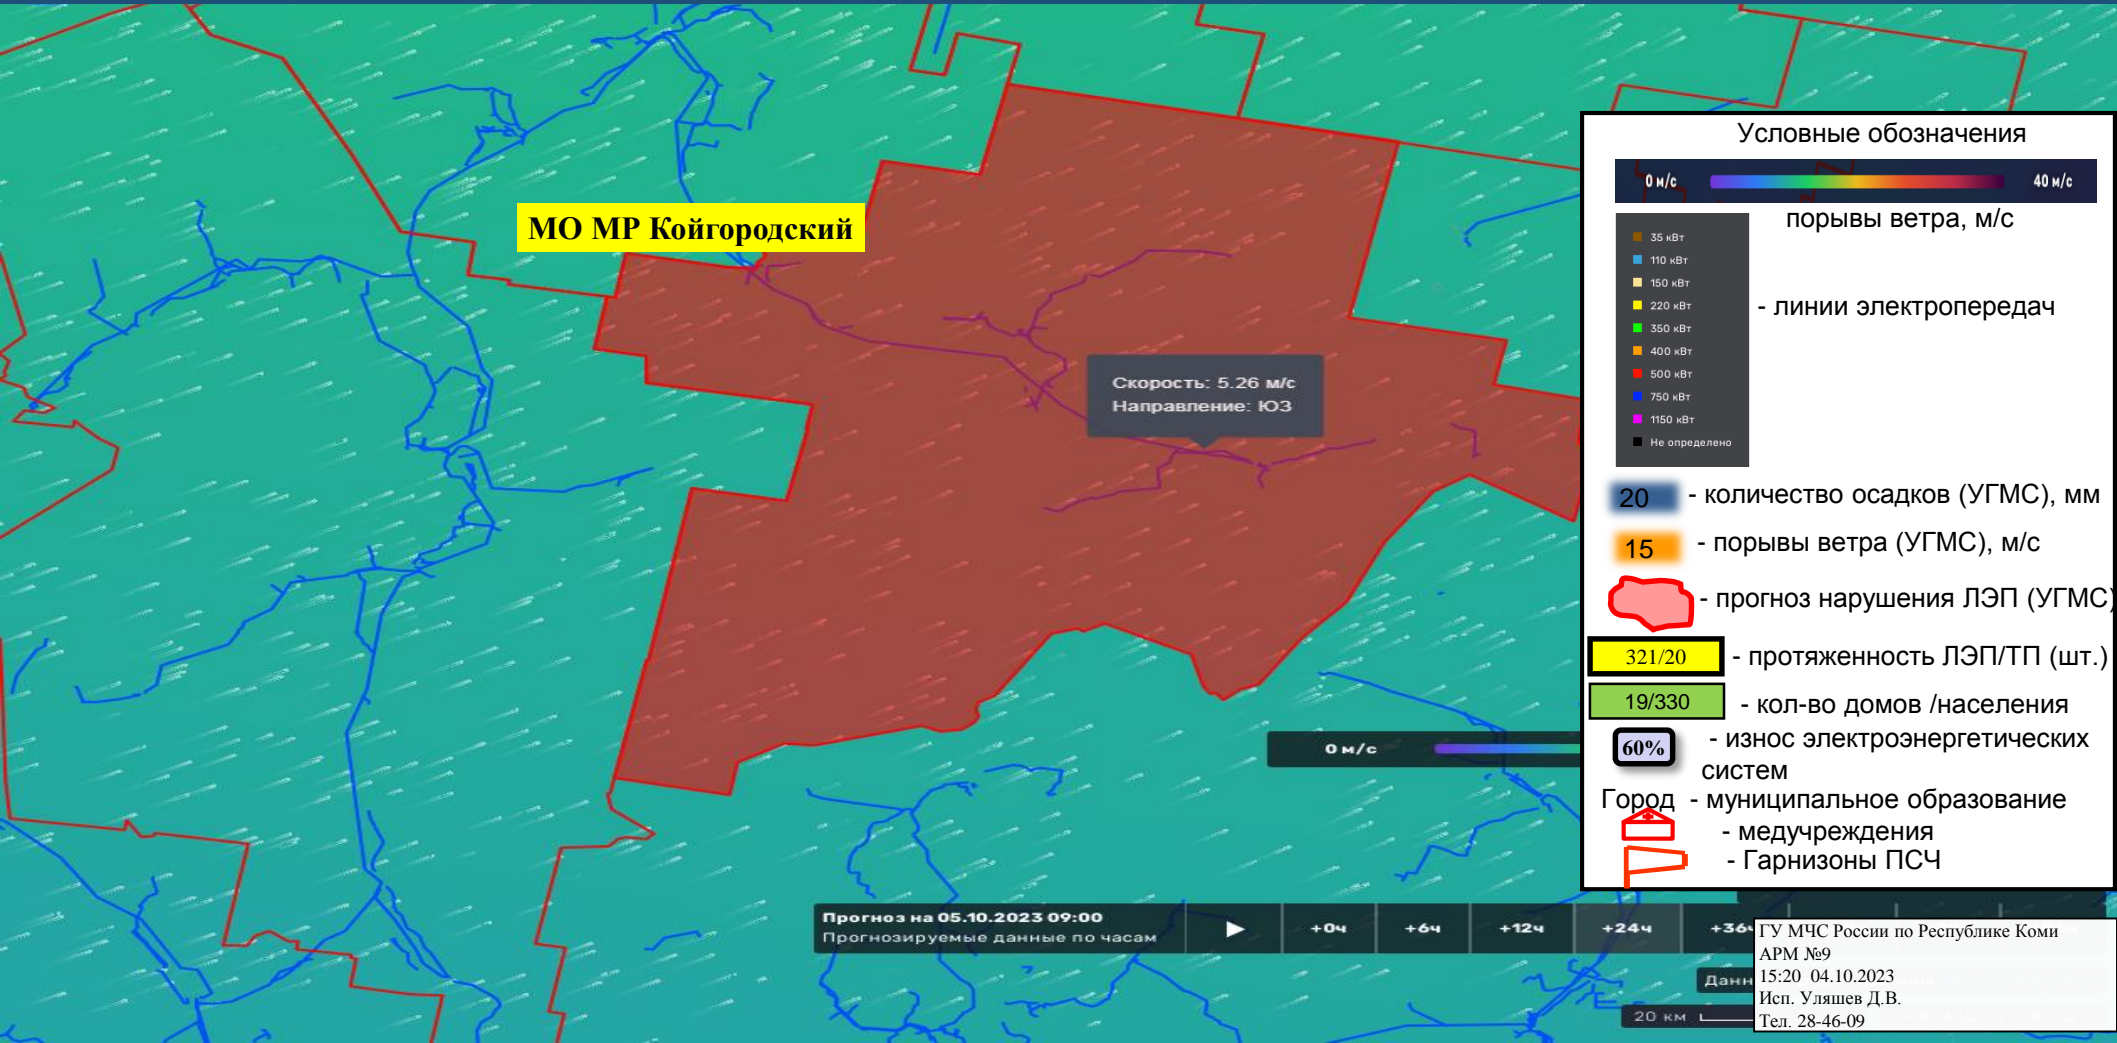 МО МР Койгородский
Скорость: 5.26 м/с
Направление: ЮЗ
Условные обозначения
0 м/с
40 м/с
порывы ветра, м/с
35 кВт
110 кВт
150 кВт
220 кВт
350 кВт
400 кВт
500 кВт
750 кВт
1150 кВт
Не определено
- линии электропередач
20 - количество осадков (УГМС), мм
15 - порывы ветра (УГМС), м/с
- прогноз нарушения ЛЭП (УГМС)
321/20 - протяженность ЛЭП/ТП (шт.)
19/330 - кол-во домов /населения
60% - износ электроэнергетических
систем
Город - муниципальное образование
- медучреждения
- Гарнизоны ПСЧ
0 м/с
Прогноз на 05.10.2023 09:00
Прогнозируемые данные по часам
+0ч +6ч +12ч +24ч +36ч
Данн
20 км
ГУ МЧС России по Республике Коми
АРМ №9
15:20 04.10.2023
Исп. Уляшев Д.В.
Тел. 28-46-09